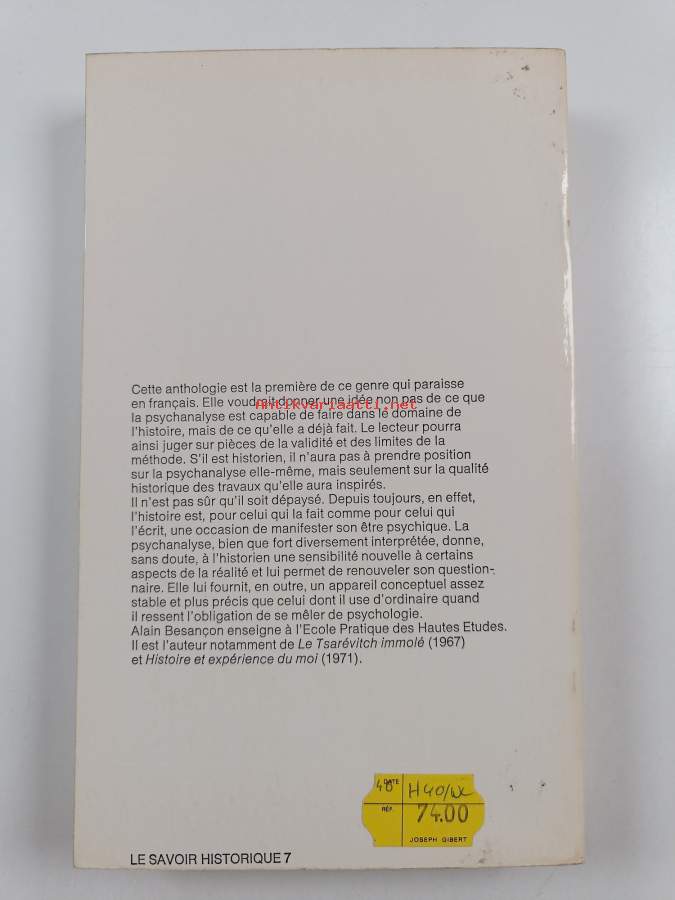 Cette anthologie est la première de ce genre qui paraisse
en français. Elle voudrait donner une idée non pas de ce que
Antikvariaatti.net
la psychanalyse est capable de faire dans le domaine de
l'histoire, mais de ce qu'elle a déjà fait. Le lecteur pourra
ainsi juger sur pièces de la validité et des limites de la
méthode. S'il est historien, il n'aura pas à prendre position
sur la psychanalyse elle-même, mais seulement sur la qualité
historique des travaux qu'elle aura inspirés.
Il n'est pas sûr qu'il soit dépaysé. Depuis toujours, en effet,
l'histoire est, pour celui qui la fait comme pour celui qui
l'écrit, une occasion de manifester son être psychique. La
psychanalyse, bien que fort diversement interprétée, donne,
sans doute, à l'historien une sensibilité nouvelle à certains
aspects de la réalité et lui permet de renouveler son question-
naire. Elle lui fournit, en outre, un appareil conceptuel assez
stable et plus précis que celui dont il use d'ordinaire quand
il ressent l'obligation de se mêler de psychologie.
Alain Besançon enseigne à l'Ecole Pratique des Hautes Etudes.
Il est l'auteur notamment de Le Tsarévitch immolé (1967)
et Histoire et expérience du moi (1971).
DATE
RÉF.
74.00
JOSEPH GIBERT
LE SAVOIR HISTORIQUE 7